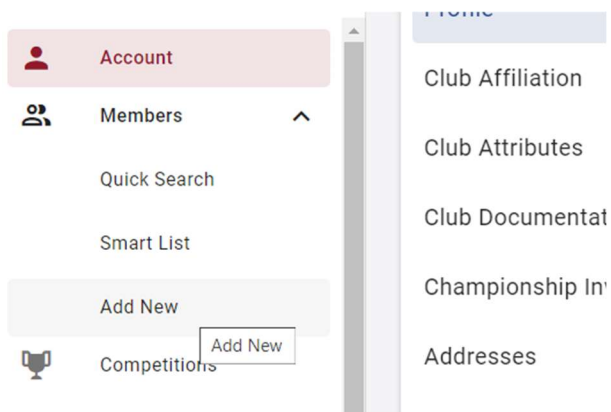 Account
Members
Quick Search
Smart List
Add New
Add New
Competitions
Profile
Club Affiliation
Club Attributes
Club Documentat
Championship In
Addresses